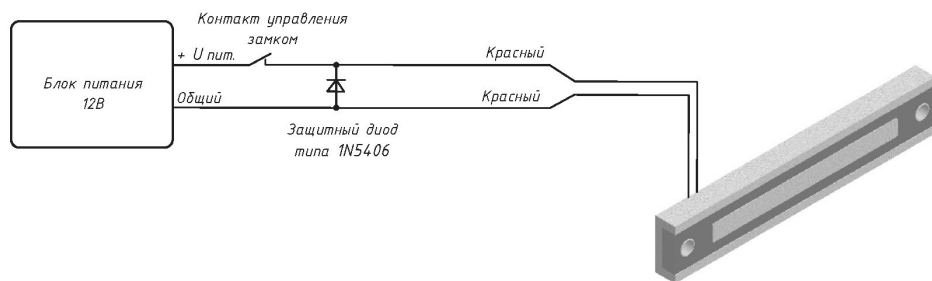 Контакт управления
замком
+ U пит.
Красный
Блок питания
12В
Общий
Красный
Защитный диод
типа 1N5406